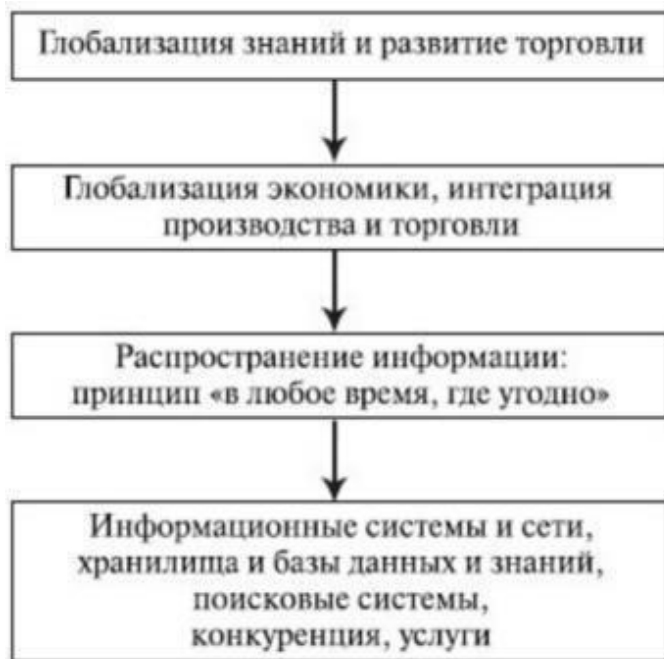 Глобализация знаний и развитие торговли
Глобализация экономики, интеграция
производства и торговли
Распространение информации:
принцип «в любое время, где угодно»
Информационные системы и сети,
хранилища и базы данных и знаний,
поисковые системы,
конкуренция, услуги